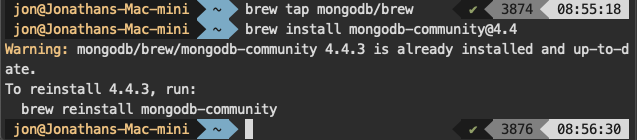 jon@Jonathans-Mac-mini ~ brew tap mongodb/brew ✔ 3874 08:55:18
jon@Jonathans-Mac-mini ~ brew install mongodb-community@4.4
Warning: mongodb/brew/mongodb-community 4.4.3 is already installed and up-to-d
ate.
To reinstall 4.4.3, run:
  brew reinstall mongodb-community
jon@Jonathans-Mac-mini ~ ✔ 3876 08:56:30